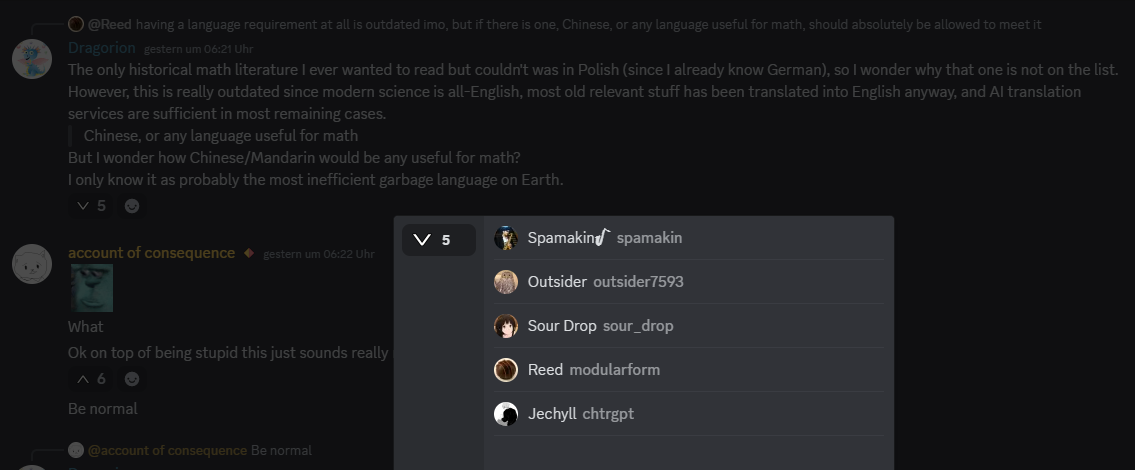 @Reed having a language requirement at all is outdated imo, but if there is one, Chinese, or any language useful for math, should absolutely be allowed to meet it
Dragorion gestern um 06:21 Uhr
The only historical math literature I ever wanted to read but couldn't was in Polish (since I already know German), so I wonder why that one is not on the list.
However, this is really outdated since modern science is all-English, most old relevant stuff has been translated into English anyway, and AI translation
services are sufficient in most remaining cases.
Chinese, or any language useful for math
But I wonder how Chinese/Mandarin would be any useful for math?
I only know it as probably the most inefficient garbage language on Earth.
5
account of consequence gestern um 06:22 Uhr
What
Ok on top of being stupid this just sounds really
6
Be normal
@account of consequence Be normal
5
Spamakin spamakin
Outsider outsider7593
Sour Drop sour_drop
Reed modularform
Jechyll chtrgpt